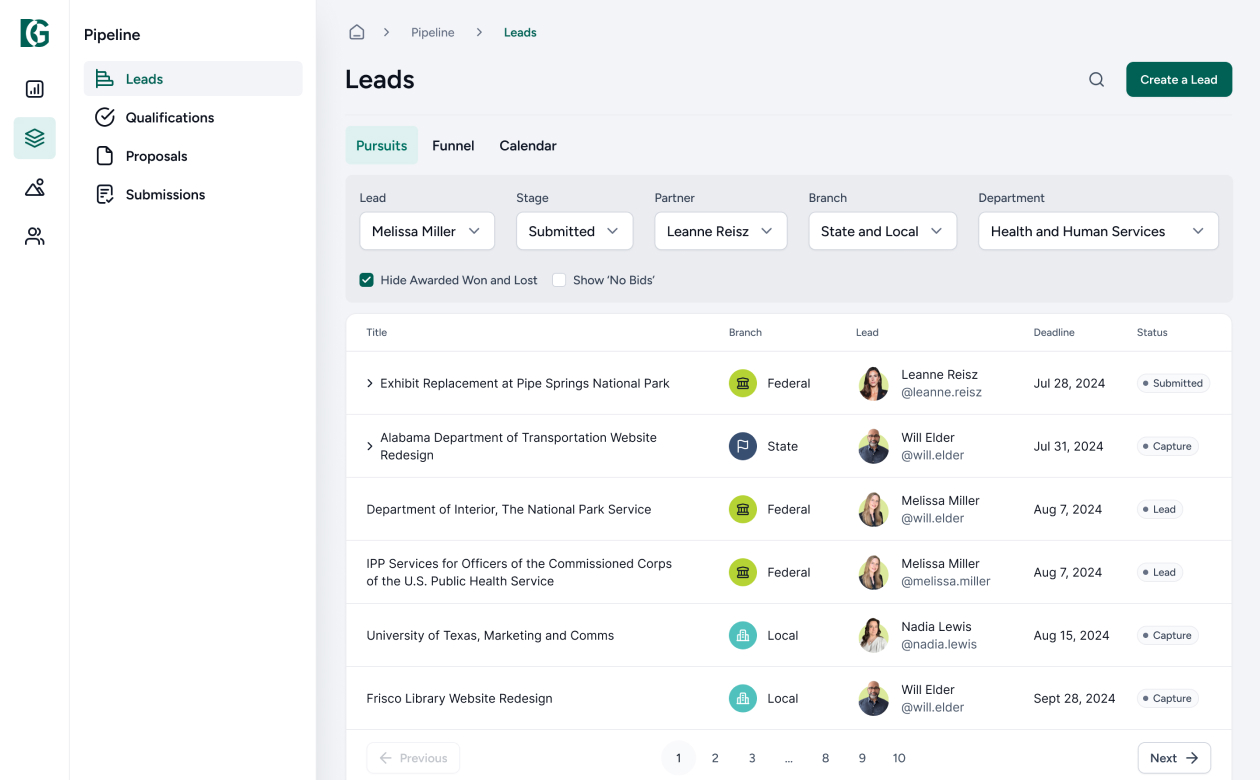 Pipeline
Leads
Qualifications
Proposals
Submissions
Pipeline
Leads
Leads
Create a Lead
Pursuits
Funnel
Calendar
Lead
Stage
Partner
Branch
Department
Melissa Miller
Submitted
Leanne Reisz
State and Local
Health and Human Services
Hide Awarded Won and Lost
Show ‘No Bids’
Title
Branch
Lead
Deadline
Status
Exhibit Replacement at Pipe Springs National Park
Federal
Leanne Reisz
@leanne.reisz
Jul 28, 2024
Submitted
Alabama Department of Transportation Website
Redesign
State
Will Elder
@will.elder
Jul 31, 2024
Capture
Department of Interior, The National Park Service
Federal
Melissa Miller
@will.elder
Aug 7, 2024
Lead
IPP Services for Officers of the Commissioned Corps
of the U.S. Public Health Service
Federal
Melissa Miller
@melissa.miller
Aug 7, 2024
Lead
University of Texas, Marketing and Comms
Local
Nadia Lewis
@nadia.lewis
Aug 15, 2024
Capture
Frisco Library Website Redesign
Local
Will Elder
@will.elder
Sept 28, 2024
Capture
Previous
1
2
3
...
8
9
10
Next